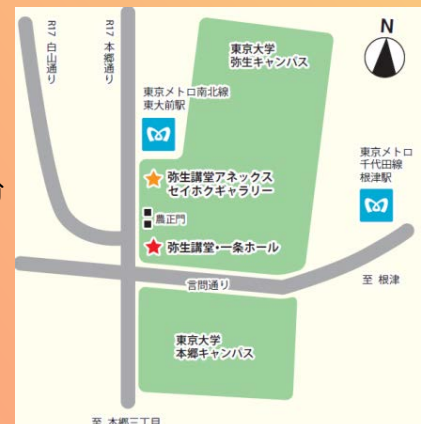 R17 白山通り
R17 本郷通り
東京大学
弥生キャンパス
N
東京メトロ南北線
東大前駅
東京メトロ
千代田線
根津駅
弥生講堂アネックス
セイホクギャラリー
農正門
弥生講堂・一条ホール
言問通り
至 根津
東京大学
本郷キャンパス
至 本郷三丁目